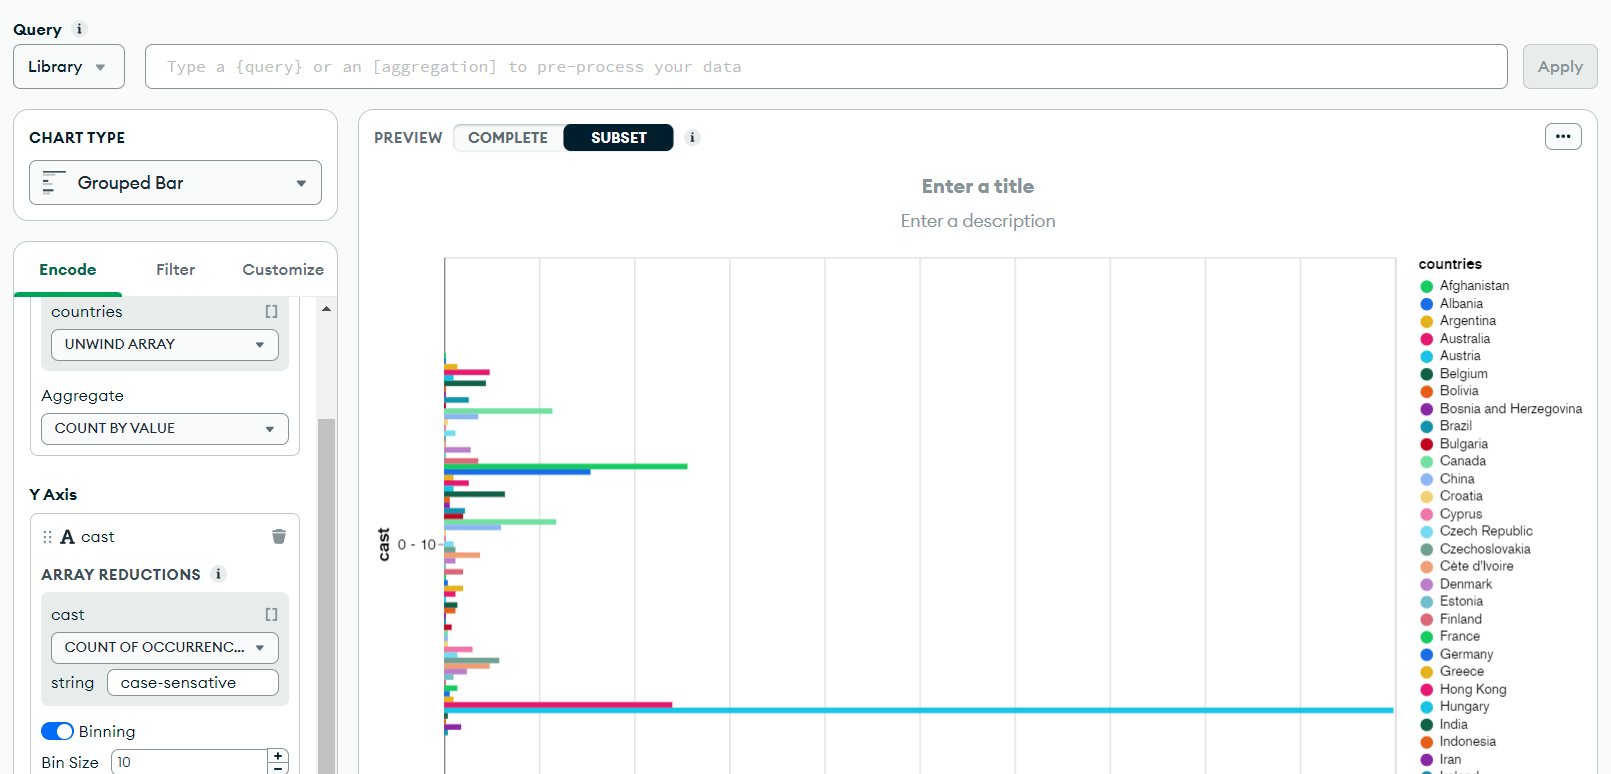 Query i
Library
Type a {query} or an [aggregation] to pre-process your data
Apply
CHART TYPE
Grouped Bar
Encode
Filter
Customize
countries []
UNWIND ARRAY
Aggregate
COUNT BY VALUE
Y Axis
A cast
ARRAY REDUCTIONS i
cast []
COUNT OF OCCURRENC...
string case-sensative
Binning
Bin Size 10 + −
PREVIEW COMPLETE SUBSET i
...
Enter a title
Enter a description
cast
0 - 10
countries
Afghanistan
Albania
Argentina
Australia
Austria
Belgium
Bolivia
Bosnia and Herzegovina
Brazil
Bulgaria
Canada
China
Croatia
Cyprus
Czech Republic
Czechoslovakia
Cète d'Ivoire
Denmark
Estonia
Finland
France
Germany
Greece
Hong Kong
Hungary
India
Indonesia
Iran